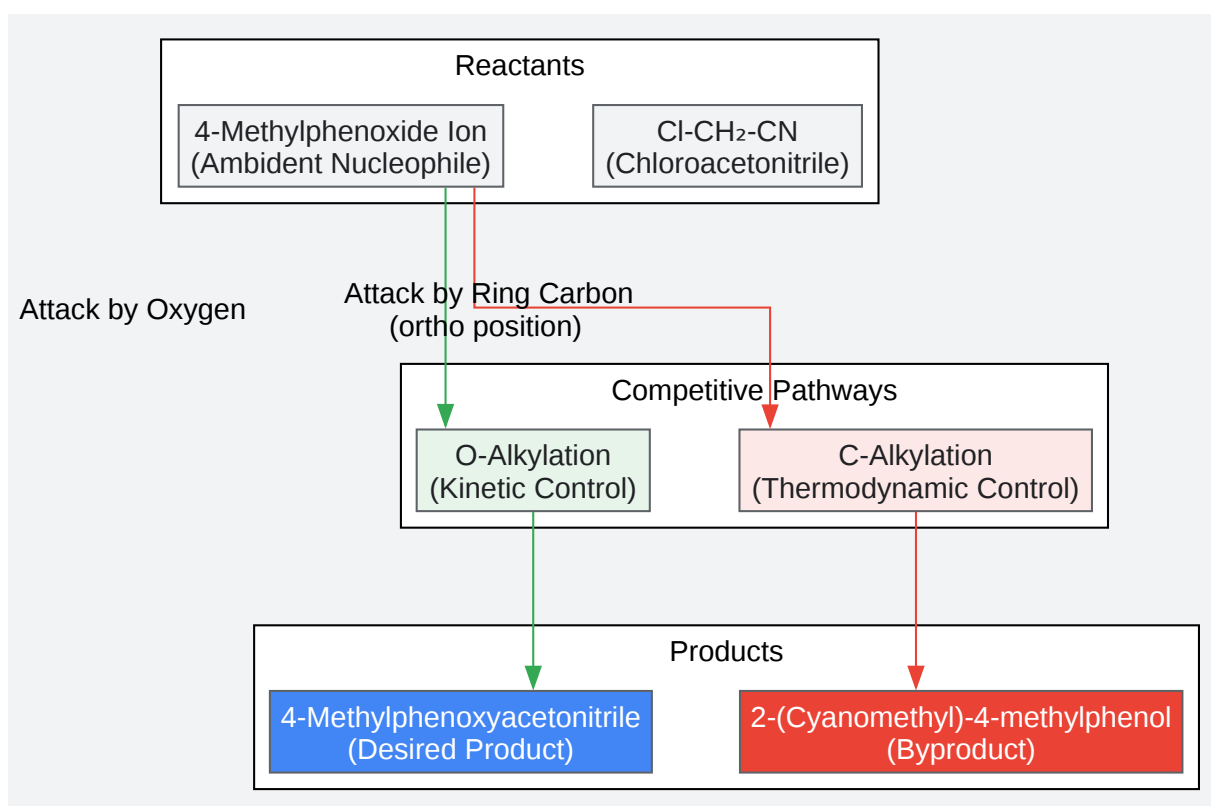 Reactants
4-Methylphenoxide Ion
(Ambident Nucleophile)
Cl-CH₂-CN
(Chloroacetonitrile)
Attack by Oxygen
Attack by Ring Carbon
(ortho position)
Competitive Pathways
O-Alkylation
(Kinetic Control)
C-Alkylation
(Thermodynamic Control)
Products
4-Methylphenoxyacetonitrile
(Desired Product)
2-(Cyanomethyl)-4-methylphenol
(Byproduct)